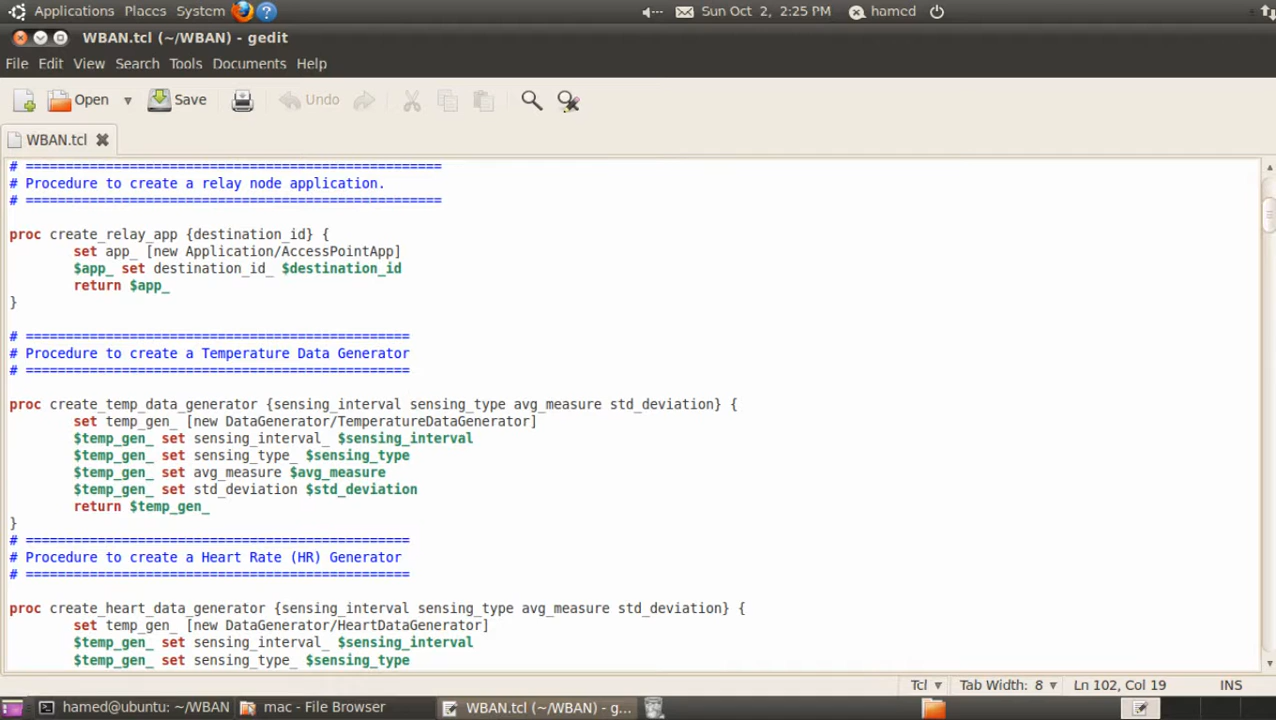 Applications Places System Sun Oct 2, 2:25 PM hamed
WBAN.tcl (~/WBAN) - gedit
File Edit View Search Tools Documents Help
Open Save Undo
WBAN.tcl
# ====================================================
# Procedure to create a relay node application.
# ====================================================
proc create_relay_app {destination_id} {
set app_ [new Application/AccessPointApp]
$app_ set destination_id_ $destination_id
return $app_
}
# ================================================
# Procedure to create a Temperature Data Generator
# ================================================
proc create_temp_data_generator {sensing_interval sensing_type avg_measure std_deviation} {
set temp_gen_ [new DataGenerator/TemperatureDataGenerator]
$temp_gen_ set sensing_interval_ $sensing_interval
$temp_gen_ set sensing_type_ $sensing_type
$temp_gen_ set avg_measure $avg_measure
$temp_gen_ set std_deviation $std_deviation
return $temp_gen_
}
# ================================================
# Procedure to create a Heart Rate (HR) Generator
# ================================================
proc create_heart_data_generator {sensing_interval sensing_type avg_measure std_deviation} {
set temp_gen_ [new DataGenerator/HeartDataGenerator]
$temp_gen_ set sensing_interval_ $sensing_interval
$temp_gen_ set sensing_type_ $sensing_type
Tcl Tab Width: 8 Ln 102, Col 19 INS
hamed@ubuntu: ~/WBAN mac - File Browser WBAN.tcl (~/WBAN) - g...